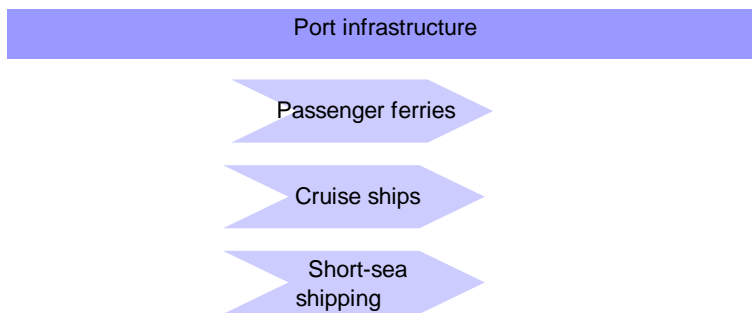 Port infrastructure
Passenger ferries
Cruise ships
Short-sea
shipping